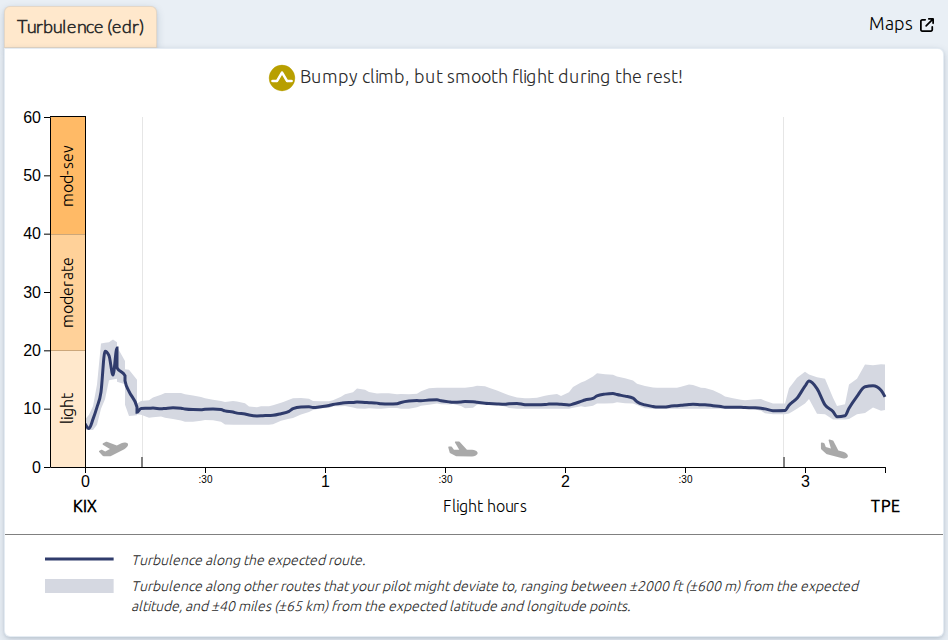 Turbulence (edr)
Maps
Bumpy climb, but smooth flight during the rest!
60
50
40
30
20
10
0
mod-sev
moderate
light
0
:30
1
:30
2
:30
3
KIX
Flight hours
TPE
Turbulence along the expected route.
Turbulence along other routes that your pilot might deviate to, ranging between ±2000 ft (±600 m) from the expected
altitude, and ±40 miles (±65 km) from the expected latitude and longitude points.